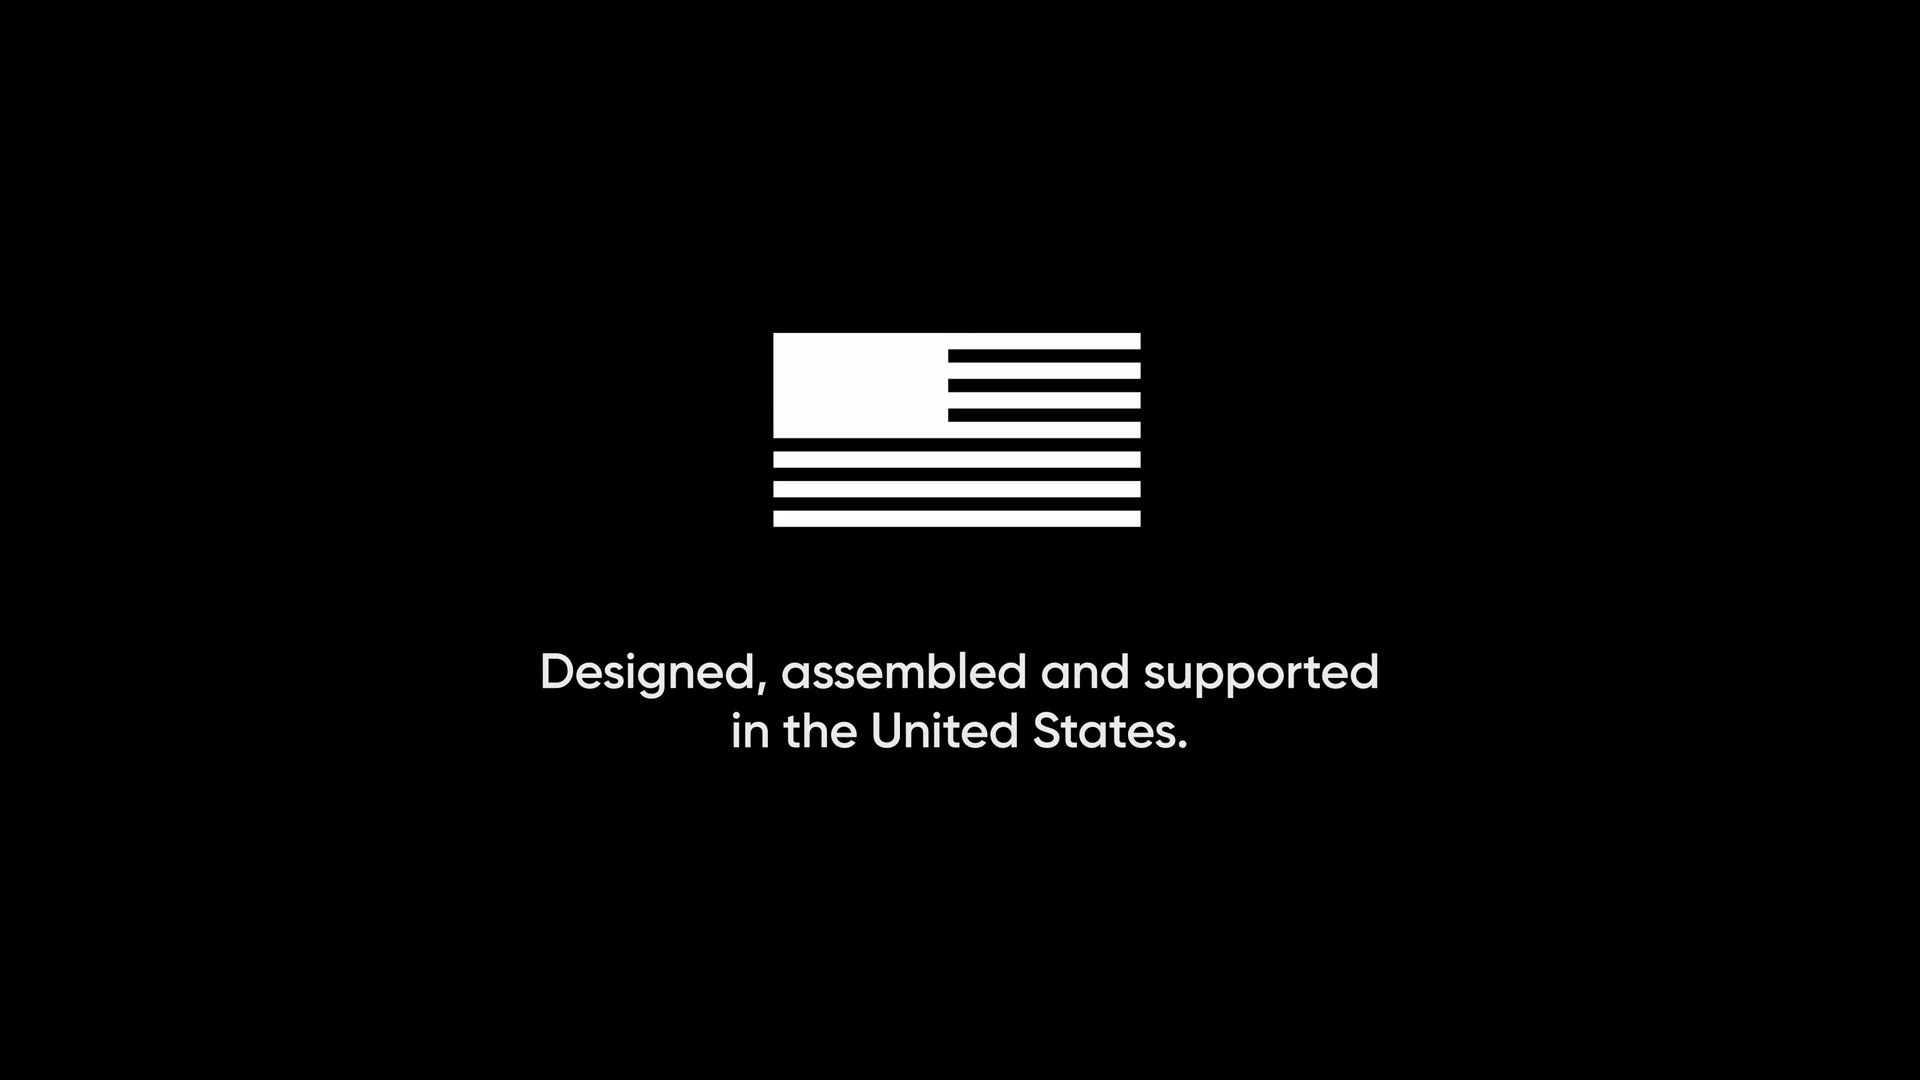 Designed, assembled and supported
in the United States.